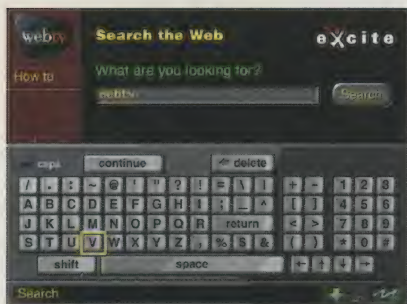 webtv
Search the Web
excite
How to
What are you looking for?
webtv
Search
caps
continue
delete
/ . : ~ @ ' " ? ! = \ | + - 1 2 3
A B C D E F G H I ; _ ^ [ ] 4 5 6
J K L M N O P Q R return < > 7 8 9
S T U V W X Y Z , % $ & ( ) * 0 #
shift
space
Search